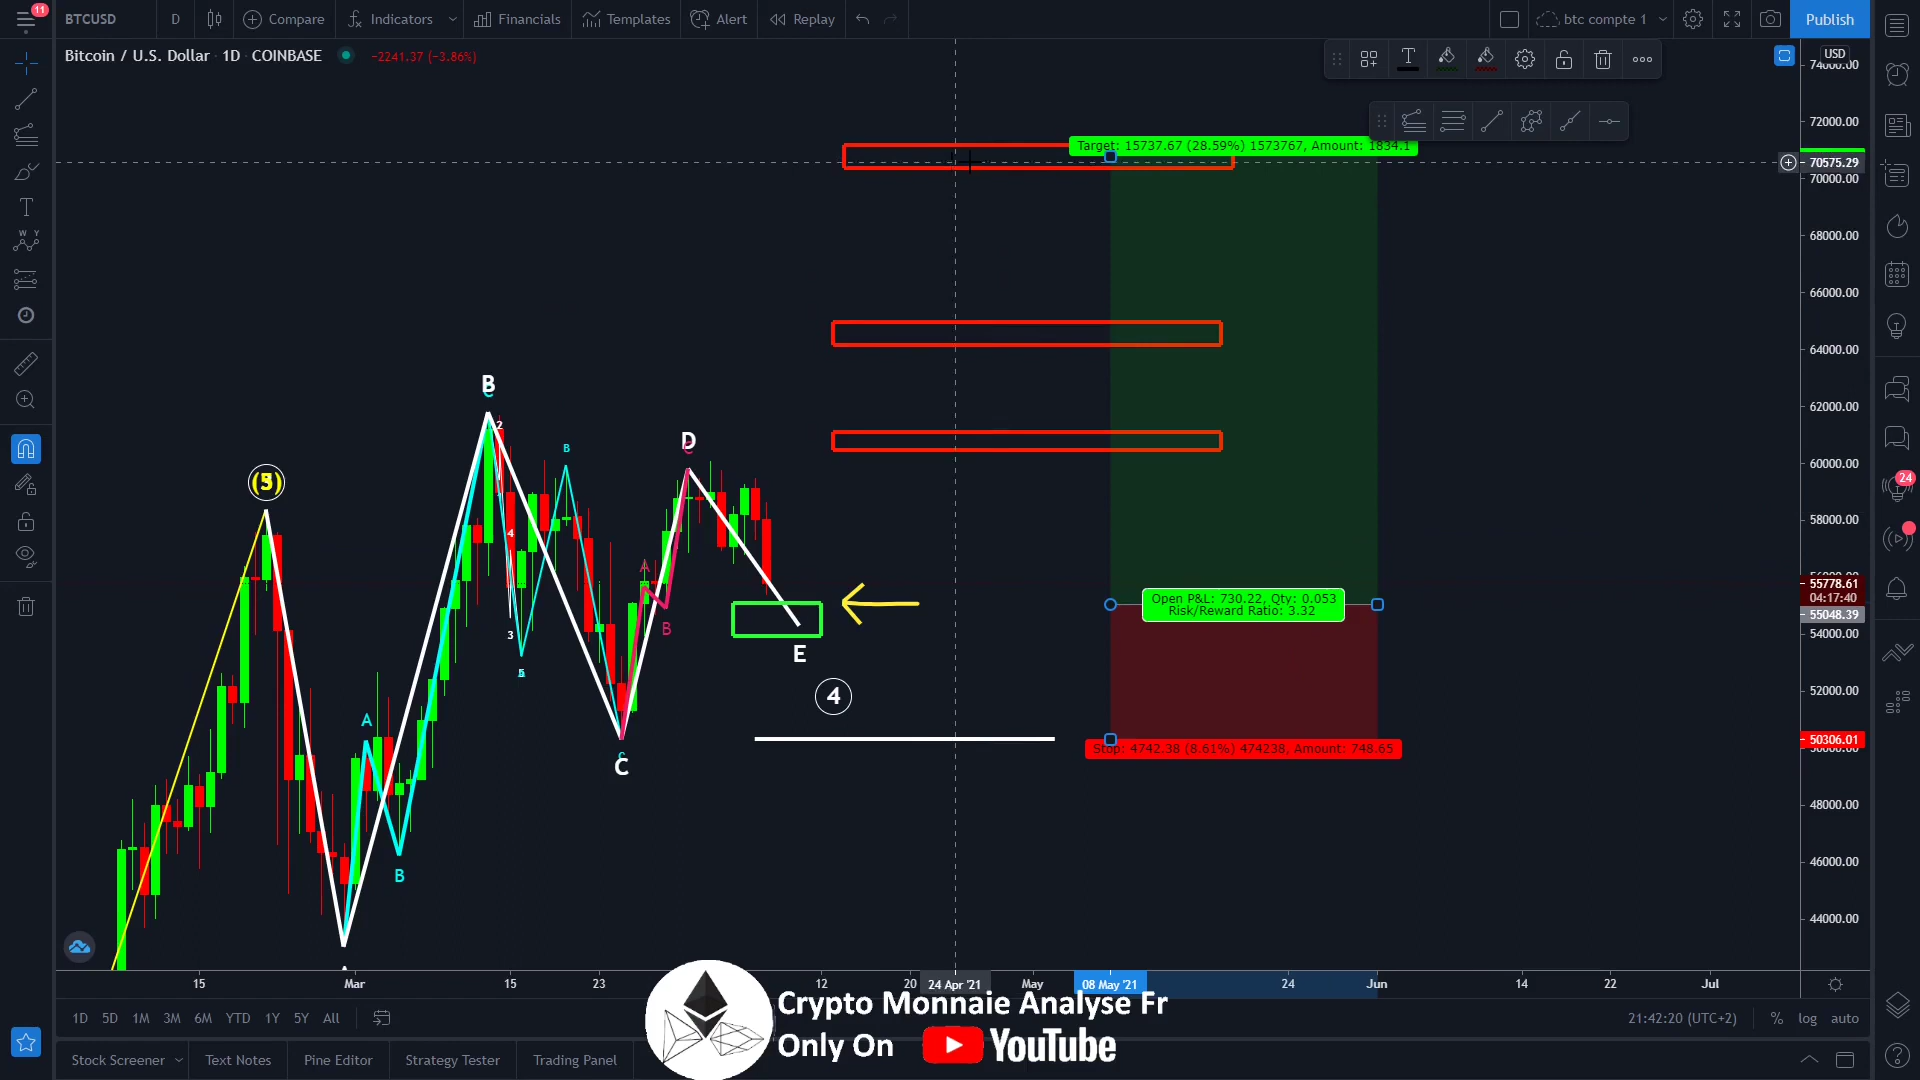 11
BTCUSD
D
Compare
Indicators
Financials
Templates
Alert
Replay
btc compte 1
Publish
Bitcoin / U.S. Dollar · 1D · COINBASE
−2241.37 (−3.86%)
USD
72000.00
70575.29
70000.00
68000.00
66000.00
64000.00
62000.00
60000.00
58000.00
55778.61
04:17:40
55048.39
54000.00
52000.00
50306.01
48000.00
46000.00
44000.00
24
Target: 15737.67 (28.59%) 1573767, Amount: 1834.1
Open P&L: 730.22, Qty: 0.053
Risk/Reward Ratio: 3.32
Stop: 4742.38 (8.61%) 474238, Amount: 748.65
B
2
B
D
4
A
3
B
5
E
4
A
C
B
15
Mar
15
23
12
20
24 Apr '21
May
08 May '21
24
Jun
14
22
Jul
1D
5D
1M
3M
6M
YTD
1Y
5Y
All
21:42:20 (UTC+2)
%
log
auto
Stock Screener
Text Notes
Pine Editor
Strategy Tester
Trading Panel
Crypto Monnaie Analyse Fr
Only On
YouTube